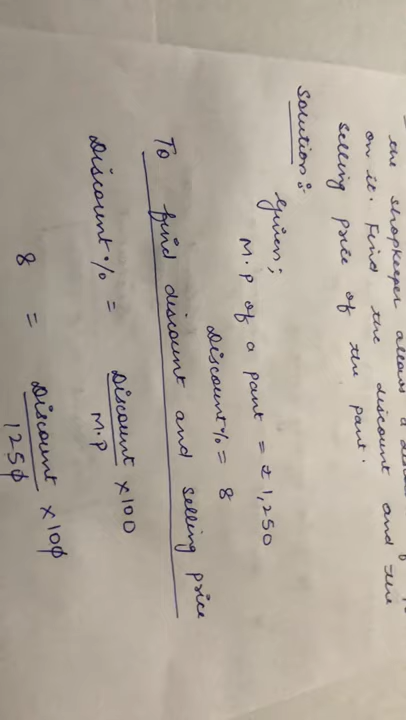 the shopkeeper allows a
on it. Find the discount and the
selling price of the pant.
Solution :-
Given;
M.P of a pant = ₹ 1,250
Discount% = 8
To find discount and selling price
Discount % = Discount/M.P × 100
8 = Discount/1250 × 100